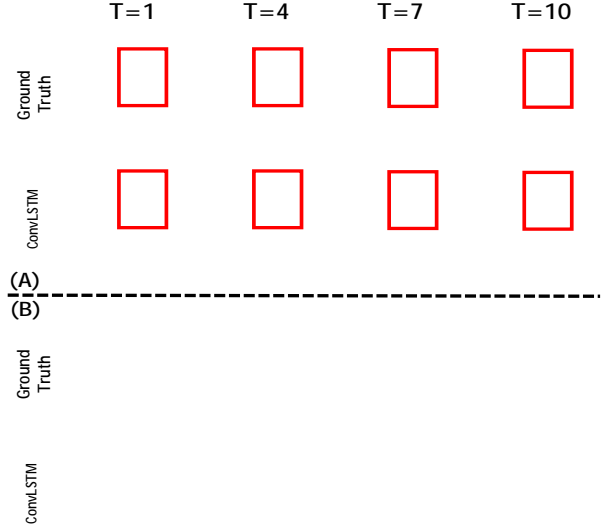 T=1 T=4 T=7 T=10
Ground
Truth
ConvLSTM
(A)
(B)
Ground
Truth
ConvLSTM